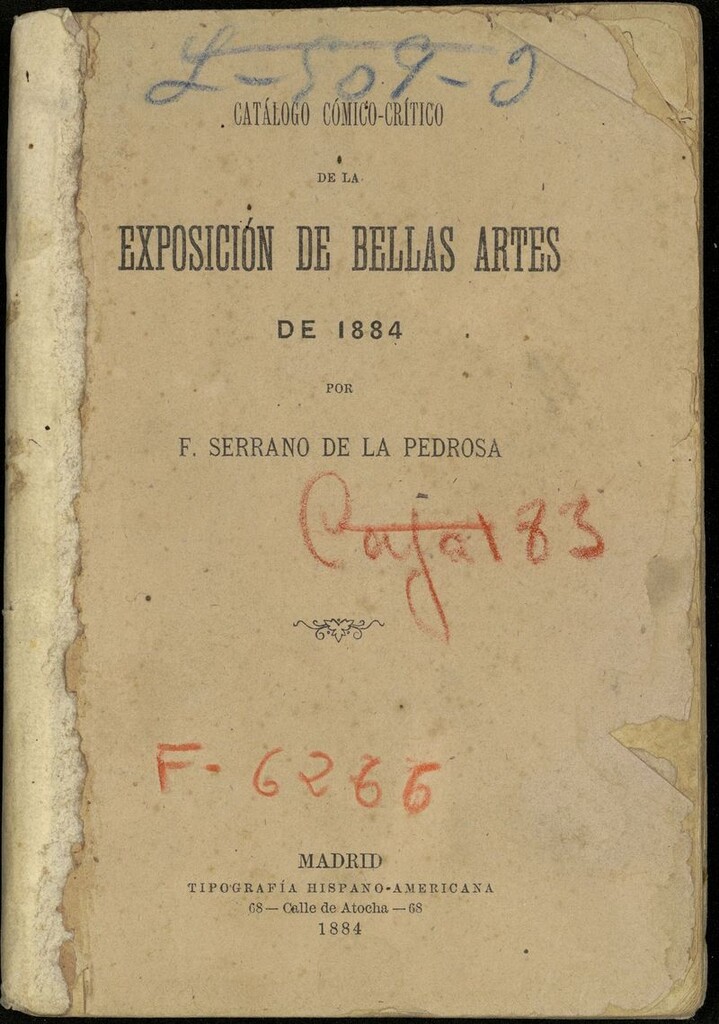 L-509-2
CATÁLOGO CÓMICO-CRÍTICO
DE LA
EXPOSICIÓN DE BELLAS ARTES
DE 1884
POR
F. SERRANO DE LA PEDROSA
Caja 183
F-6266
MADRID
TIPOGRAFÍA HISPANO-AMERICANA
68—Calle de Atocha—68
1884